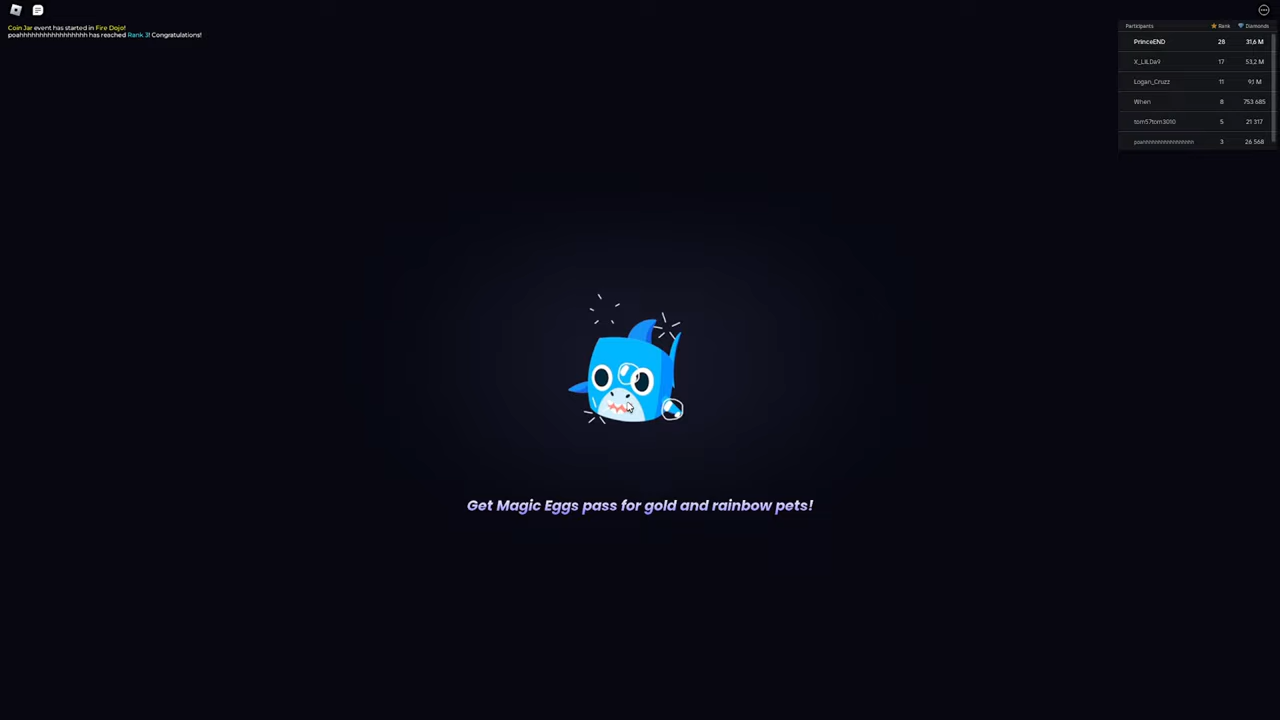 Coin Jar event has started in Fire Dojo!
poahhhhhhhhhhhhhhhhh has reached Rank 3! Congratulations!
Participants Rank Diamonds
PrinceEND 28 31,6 M
X_LiLDa9 17 53,2 M
Logan_Cruzz 11 9,1 M
When 8 753 685
tom57tom3010 5 21 317
poahhhhhhhhhhhhhhhhh 3 26 568
Get Magic Eggs pass for gold and rainbow pets!